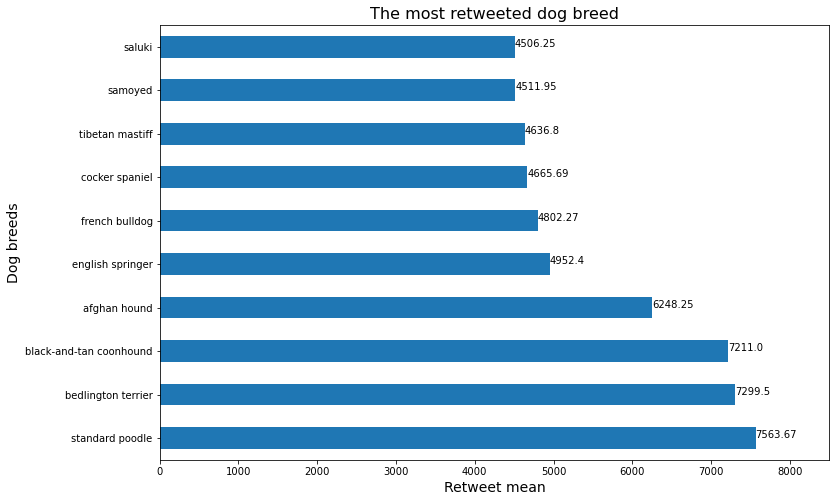 The most retweeted dog breed
saluki 4506.25
samoyed 4511.95
tibetan mastiff 4636.8
cocker spaniel 4665.69
french bulldog 4802.27
english springer 4952.4
afghan hound 6248.25
black-and-tan coonhound 7211.0
bedlington terrier 7299.5
standard poodle 7563.67
0 1000 2000 3000 4000 5000 6000 7000 8000
Retweet mean
Dog breeds